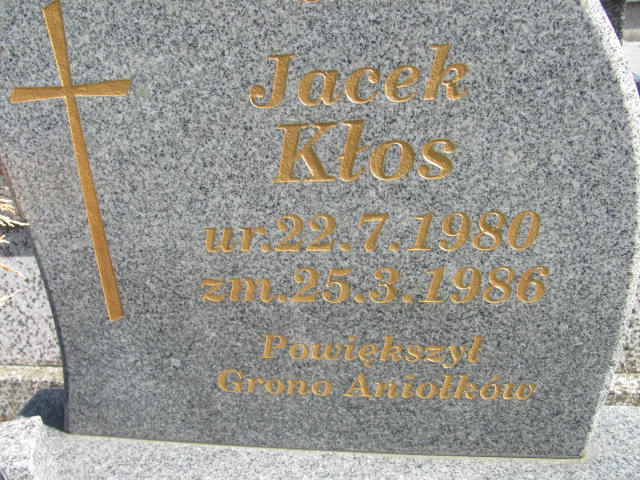 Jacek
Kłos
ur.22.7.1980
zm.25.3.1986
Powiększył
Grono Aniołków